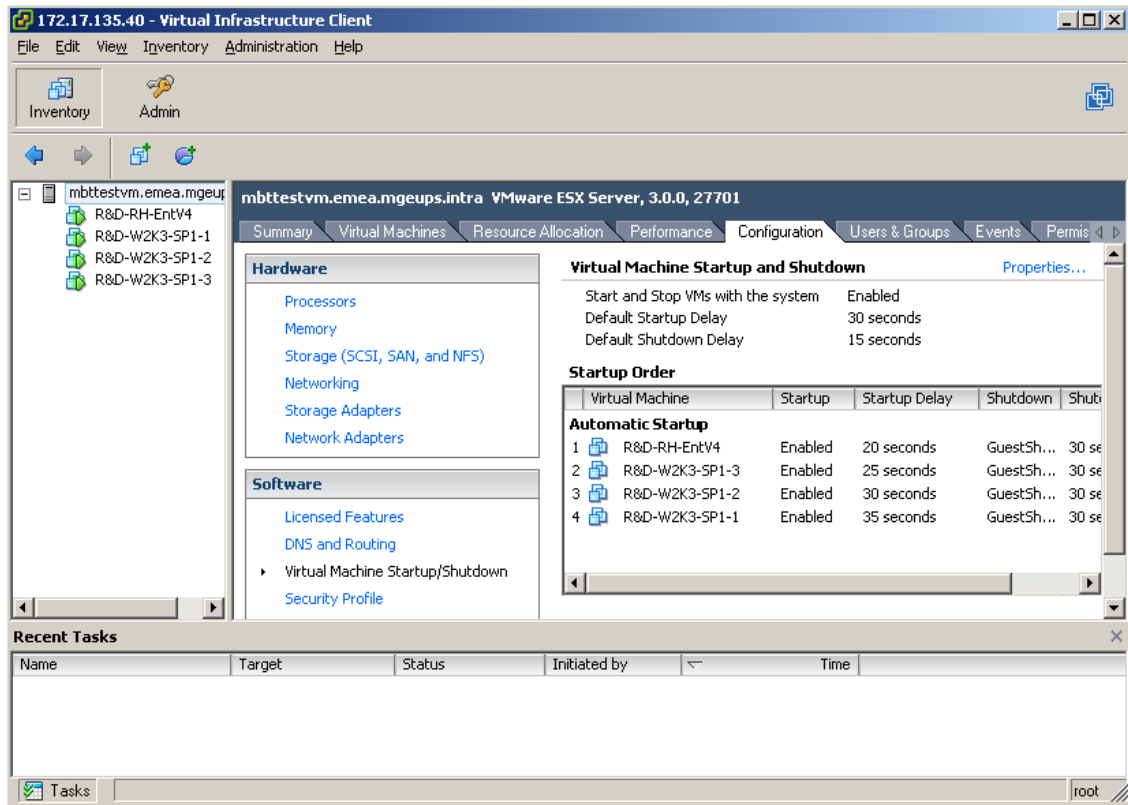 172.17.135.40 - Virtual Infrastructure Client
File Edit View Inventory Administration Help
Inventory Admin
mbttestvm.emea.mgeup
R&D-RH-EntV4
R&D-W2K3-SP1-1
R&D-W2K3-SP1-2
R&D-W2K3-SP1-3
mbttestvm.emea.mgeups.intra VMware ESX Server, 3.0.0, 27701
Summary Virtual Machines Resource Allocation Performance Configuration Users & Groups Events Permis
Hardware
Processors
Memory
Storage (SCSI, SAN, and NFS)
Networking
Storage Adapters
Network Adapters
Software
Licensed Features
DNS and Routing
Virtual Machine Startup/Shutdown
Security Profile
Virtual Machine Startup and Shutdown Properties...
Start and Stop VMs with the system Enabled
Default Startup Delay 30 seconds
Default Shutdown Delay 15 seconds
Startup Order
Virtual Machine Startup Startup Delay Shutdown Shut
Automatic Startup
1 R&D-RH-EntV4 Enabled 20 seconds GuestSh... 30 se
2 R&D-W2K3-SP1-3 Enabled 25 seconds GuestSh... 30 se
3 R&D-W2K3-SP1-2 Enabled 30 seconds GuestSh... 30 se
4 R&D-W2K3-SP1-1 Enabled 35 seconds GuestSh... 30 se
Recent Tasks
Name Target Status Initiated by Time
Tasks root